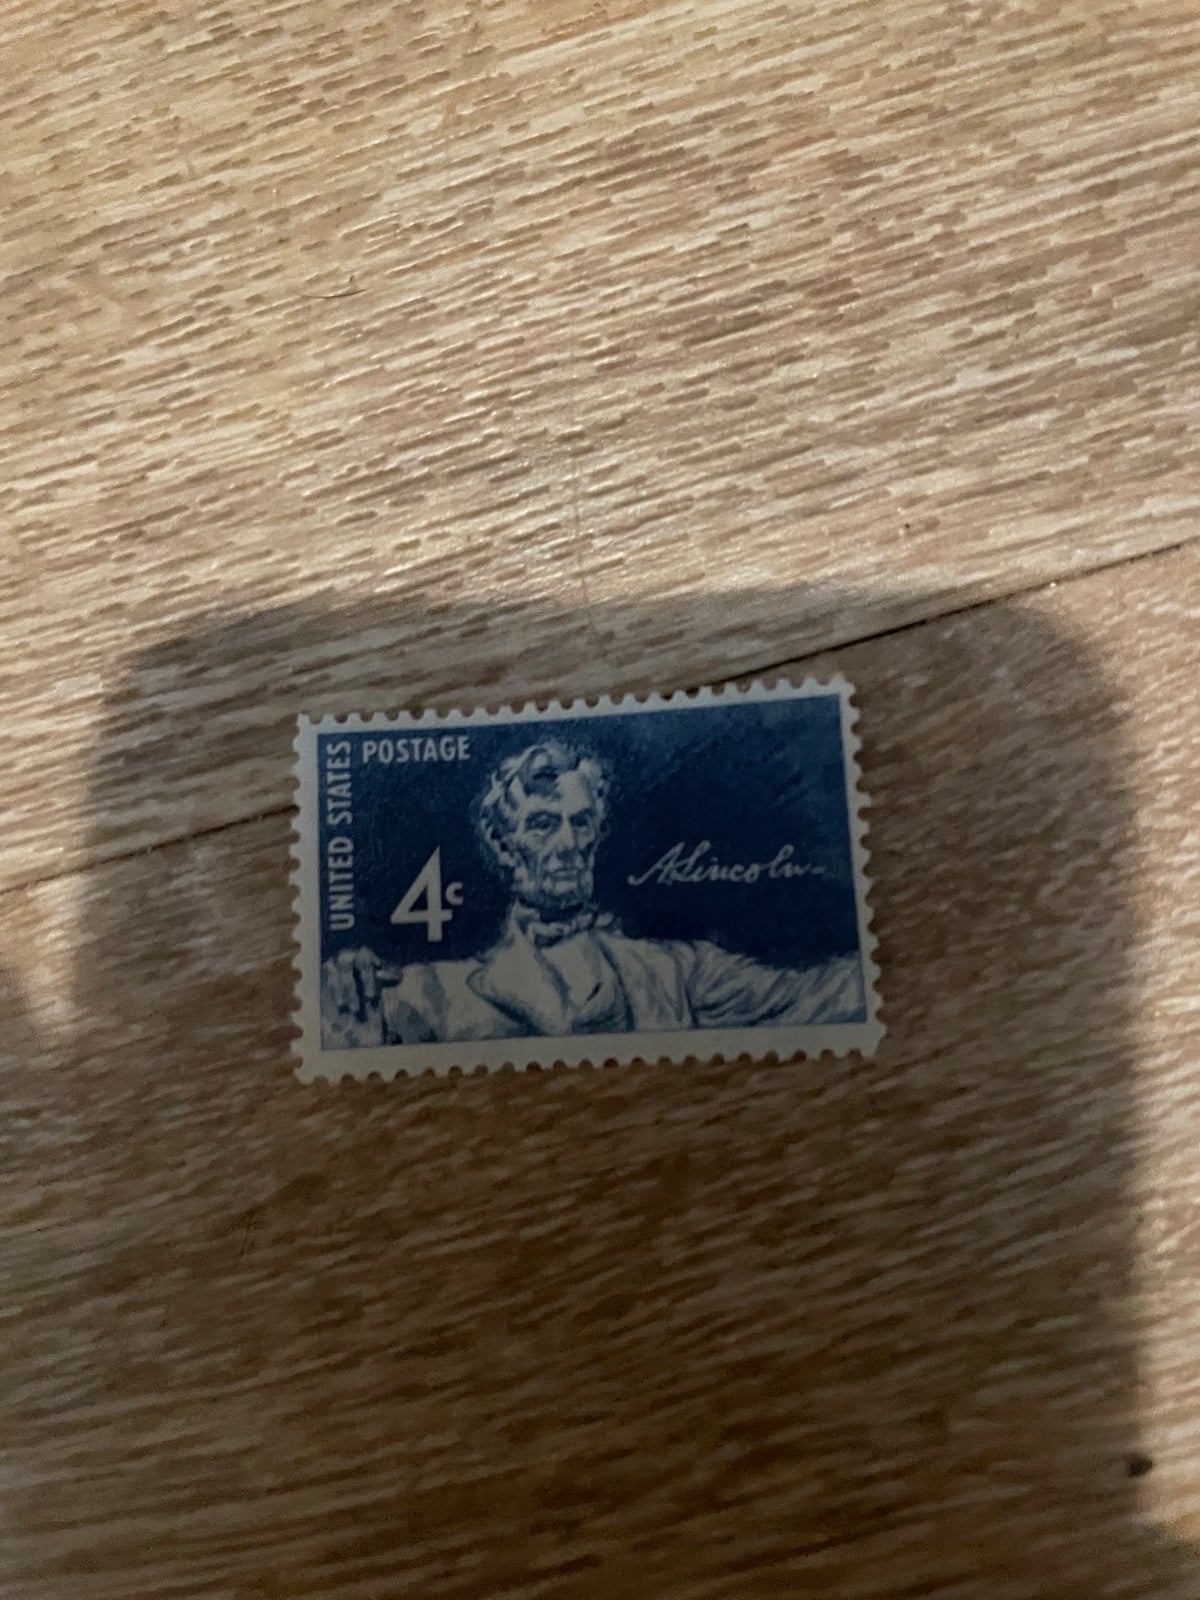 UNITED STATES POSTAGE
4c
A. Lincoln